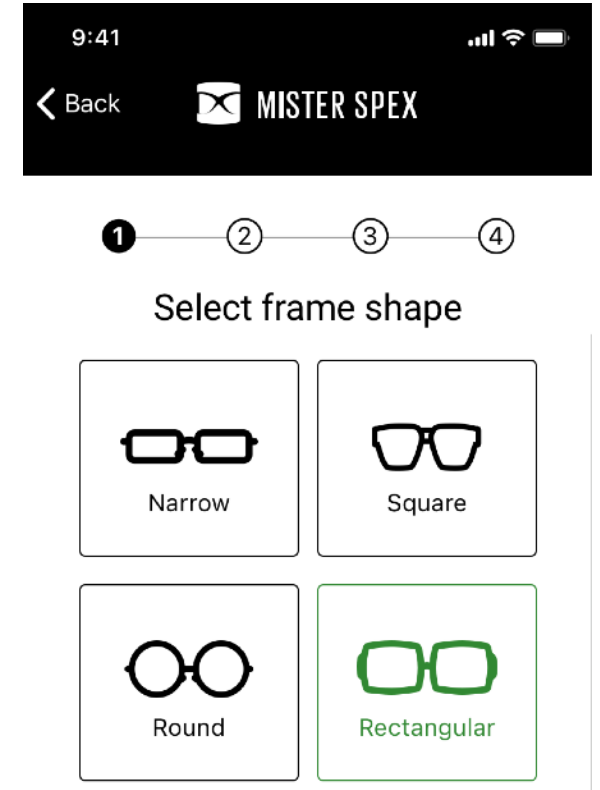 9:41
Back
MISTER SPEX
1 2 3 4
Select frame shape
Narrow
Square
Round
Rectangular